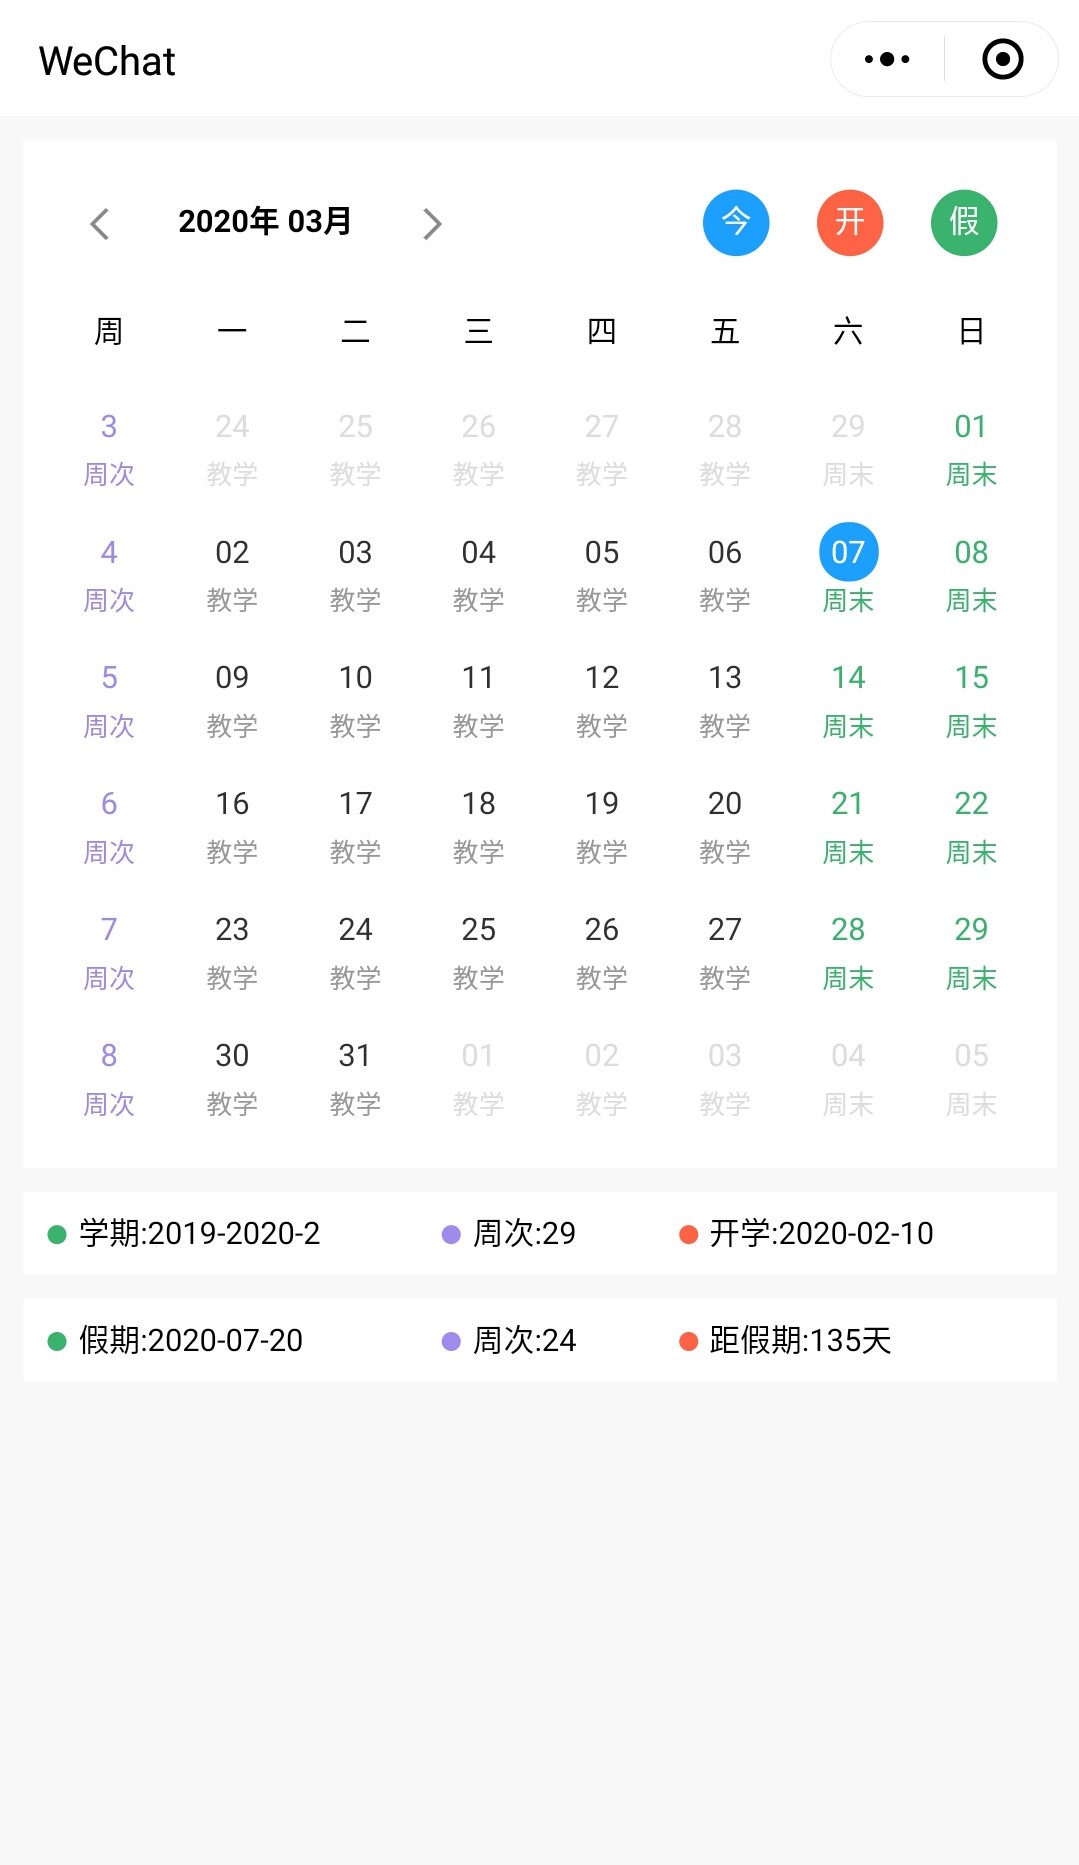 WeChat
2020年 03月 今 开 假
周 一 二 三 四 五 六 日
3 24 25 26 27 28 29 01
周次 教学 教学 教学 教学 教学 周末 周末
4 02 03 04 05 06 07 08
周次 教学 教学 教学 教学 教学 周末 周末
5 09 10 11 12 13 14 15
周次 教学 教学 教学 教学 教学 周末 周末
6 16 17 18 19 20 21 22
周次 教学 教学 教学 教学 教学 周末 周末
7 23 24 25 26 27 28 29
周次 教学 教学 教学 教学 教学 周末 周末
8 30 31 01 02 03 04 05
周次 教学 教学 教学 教学 教学 周末 周末
学期:2019-2020-2 周次:29 开学:2020-02-10
假期:2020-07-20 周次:24 距假期:135天